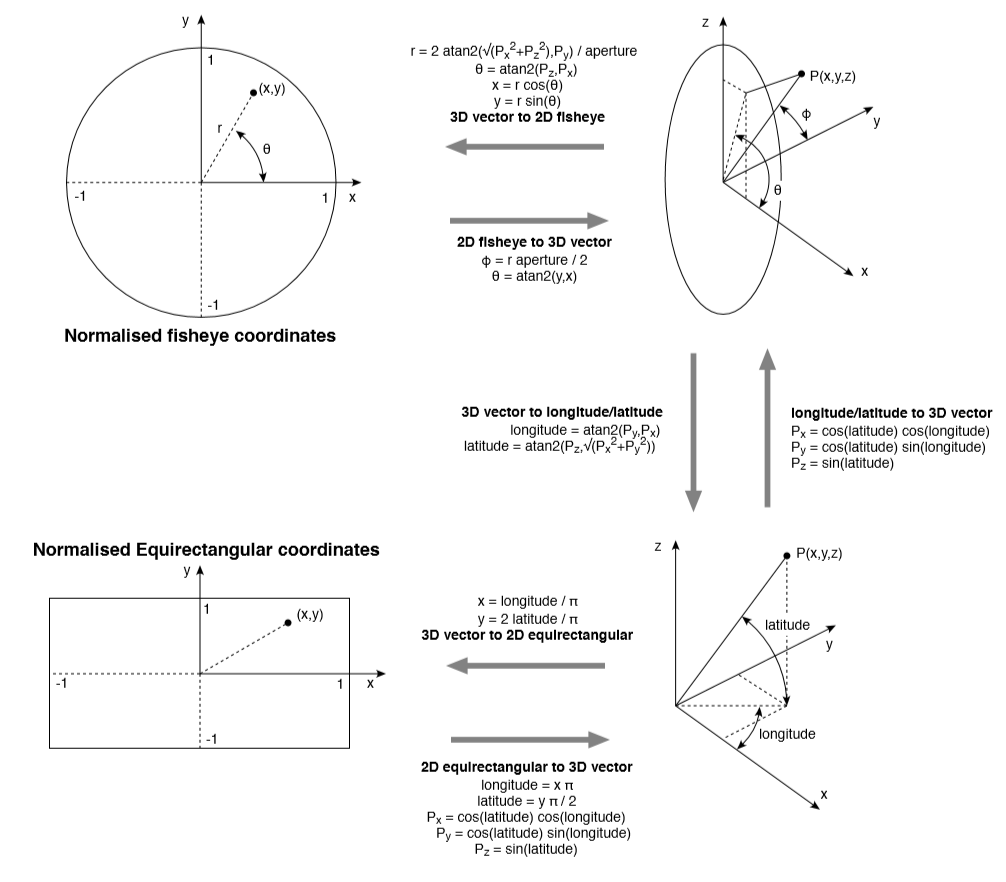 y
1
(x,y)
r
θ
-1
1
x
-1
Normalised fisheye coordinates
r = 2 atan2(√(Px²+Pz²),Py) / aperture
θ = atan2(Pz,Px)
x = r cos(θ)
y = r sin(θ)
3D vector to 2D fisheye
2D fisheye to 3D vector
ϕ = r aperture / 2
θ = atan2(y,x)
z
P(x,y,z)
ϕ
y
θ
x
3D vector to longitude/latitude
longitude = atan2(Py,Px)
latitude = atan2(Pz,√(Px²+Py²))
longitude/latitude to 3D vector
Px = cos(latitude) cos(longitude)
Py = cos(latitude) sin(longitude)
Pz = sin(latitude)
Normalised Equirectangular coordinates
y
1
(x,y)
-1
1
x
-1
x = longitude / π
y = 2 latitude / π
3D vector to 2D equirectangular
2D equirectangular to 3D vector
longitude = x π
latitude = y π / 2
Px = cos(latitude) cos(longitude)
Py = cos(latitude) sin(longitude)
Pz = sin(latitude)
z
P(x,y,z)
latitude
y
longitude
x